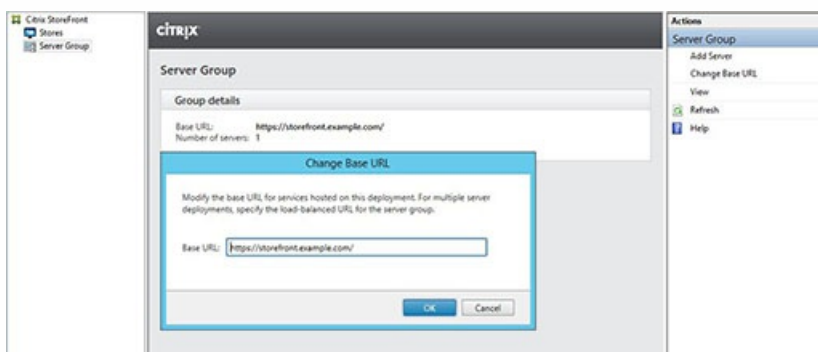 Citrix StoreFront
Stores
Server Group
CITRIX
Server Group
Group details
Base URL: https://storefront.example.com/
Number of servers: 1
Change Base URL
Modify the base URL for services hosted on this deployment. For multiple server
deployments, specify the load-balanced URL for the server group.
Base URL: https://storefront.example.com/
OK Cancel
Actions
Server Group
Add Server
Change Base URL
View
Refresh
Help